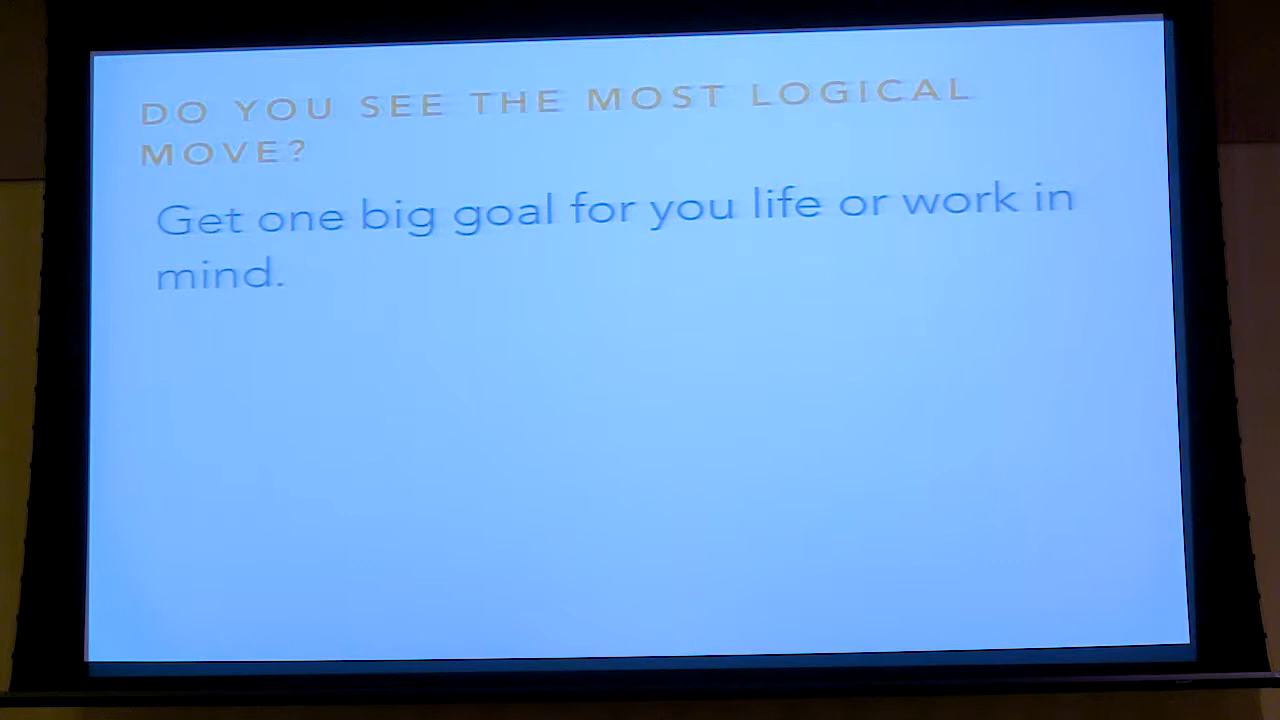 DO YOU SEE THE MOST LOGICAL
MOVE?
Get one big goal for you life or work in
mind.